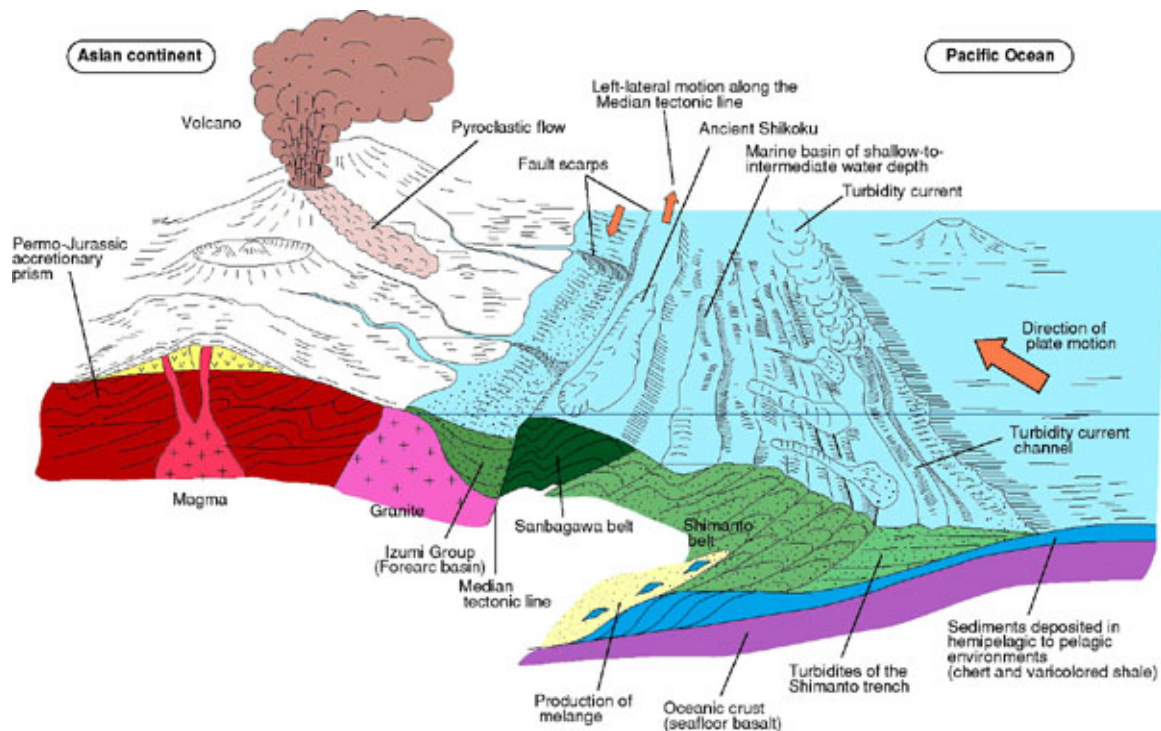 Asian continent
Pacific Ocean
Left-lateral motion along the
Median tectonic line
Volcano
Pyroclastic flow
Ancient Shikoku
Fault scarps
Marine basin of shallow-to-
intermediate water depth
Turbidity current
Permo-Jurassic
accretionary
prism
Direction of
plate motion
Turbidity current
channel
Magma
Granite
Sanbagawa belt
Shimanto
belt
Izumi Group
(Forearc basin)
Median
tectonic line
Sediments deposited in
hemipelagic to pelagic
environments
(chert and varicolored shale)
Turbidites of the
Shimanto trench
Production of
melange
Oceanic crust
(seafloor basalt)